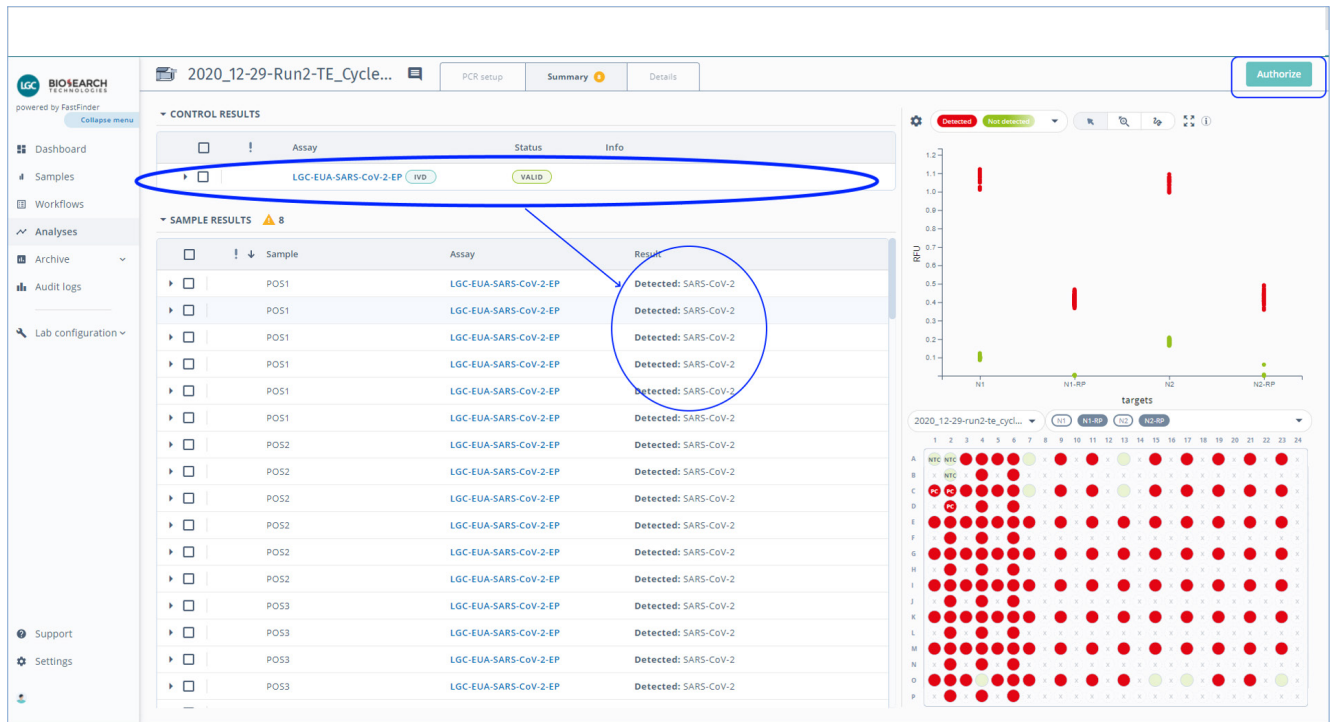 LGC BIOSEARCH
TECHNOLOGIES
powered by FastFinder
Collapse menu
Dashboard
Samples
Workflows
Analyses
Archive
Audit logs
Lab configuration
Support
Settings
2020_12-29-Run2-TE_Cycle...
PCR setup
Summary
Details
Authorize
CONTROL RESULTS
! Assay Status Info
LGC-EUA-SARS-CoV-2-EP IVD VALID
SAMPLE RESULTS 8
! Sample Assay Result
POS1 LGC-EUA-SARS-CoV-2-EP Detected: SARS-CoV-2
POS1 LGC-EUA-SARS-CoV-2-EP Detected: SARS-CoV-2
POS1 LGC-EUA-SARS-CoV-2-EP Detected: SARS-CoV-2
POS1 LGC-EUA-SARS-CoV-2-EP Detected: SARS-CoV-2
POS1 LGC-EUA-SARS-CoV-2-EP Detected: SARS-CoV-2
POS1 LGC-EUA-SARS-CoV-2-EP Detected: SARS-CoV-2
POS2 LGC-EUA-SARS-CoV-2-EP Detected: SARS-CoV-2
POS2 LGC-EUA-SARS-CoV-2-EP Detected: SARS-CoV-2
POS2 LGC-EUA-SARS-CoV-2-EP Detected: SARS-CoV-2
POS2 LGC-EUA-SARS-CoV-2-EP Detected: SARS-CoV-2
POS2 LGC-EUA-SARS-CoV-2-EP Detected: SARS-CoV-2
POS2 LGC-EUA-SARS-CoV-2-EP Detected: SARS-CoV-2
POS3 LGC-EUA-SARS-CoV-2-EP Detected: SARS-CoV-2
POS3 LGC-EUA-SARS-CoV-2-EP Detected: SARS-CoV-2
POS3 LGC-EUA-SARS-CoV-2-EP Detected: SARS-CoV-2
POS3 LGC-EUA-SARS-CoV-2-EP Detected: SARS-CoV-2
Detected Not detected
1.2
1.1
1.0
0.9
0.8
0.7
RFU
0.6
0.5
0.4
0.3
0.2
0.1
N1 N1-RP N2 N2-RP
targets
2020_12-29-run2-te_cycl... N1 N1-RP N2 N2-RP
1 2 3 4 5 6 7 8 9 10 11 12 13 14 15 16 17 18 19 20 21 22 23 24
A NTC NTC
B NTC
C PC PC
D PC
E
F
G
H
I
J
K
L
M
N
O
P